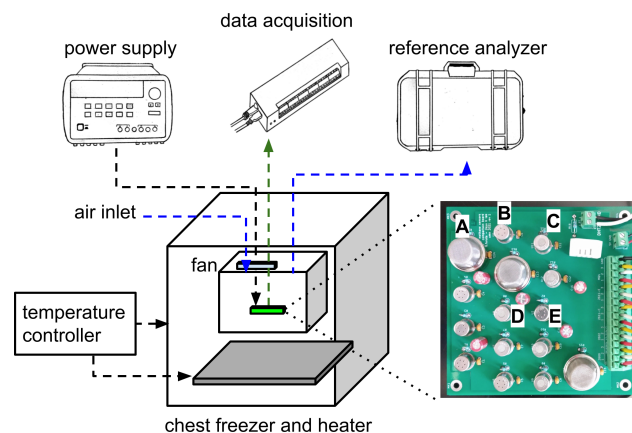 data acquisition
power supply
reference analyzer
air inlet
fan
temperature
controller
chest freezer and heater
A
B
C
D
E